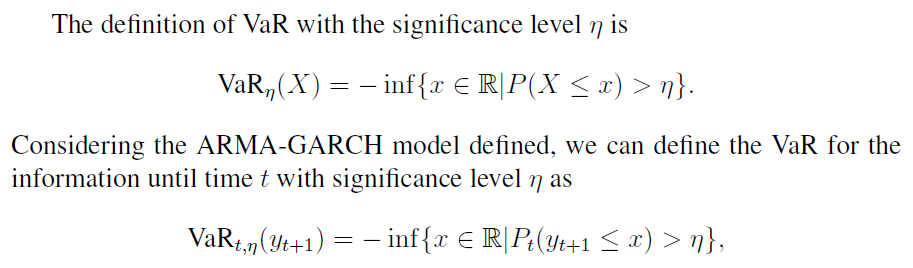 The definition of VaR with the significance level η is
VaR_η(X) = − inf{x ∈ ℝ|P(X ≤ x) > η}.
Considering the ARMA-GARCH model defined, we can define the VaR for the
information until time t with significance level η as
VaR_{t,η}(y_{t+1}) = − inf{x ∈ ℝ|P_t(y_{t+1} ≤ x) > η},